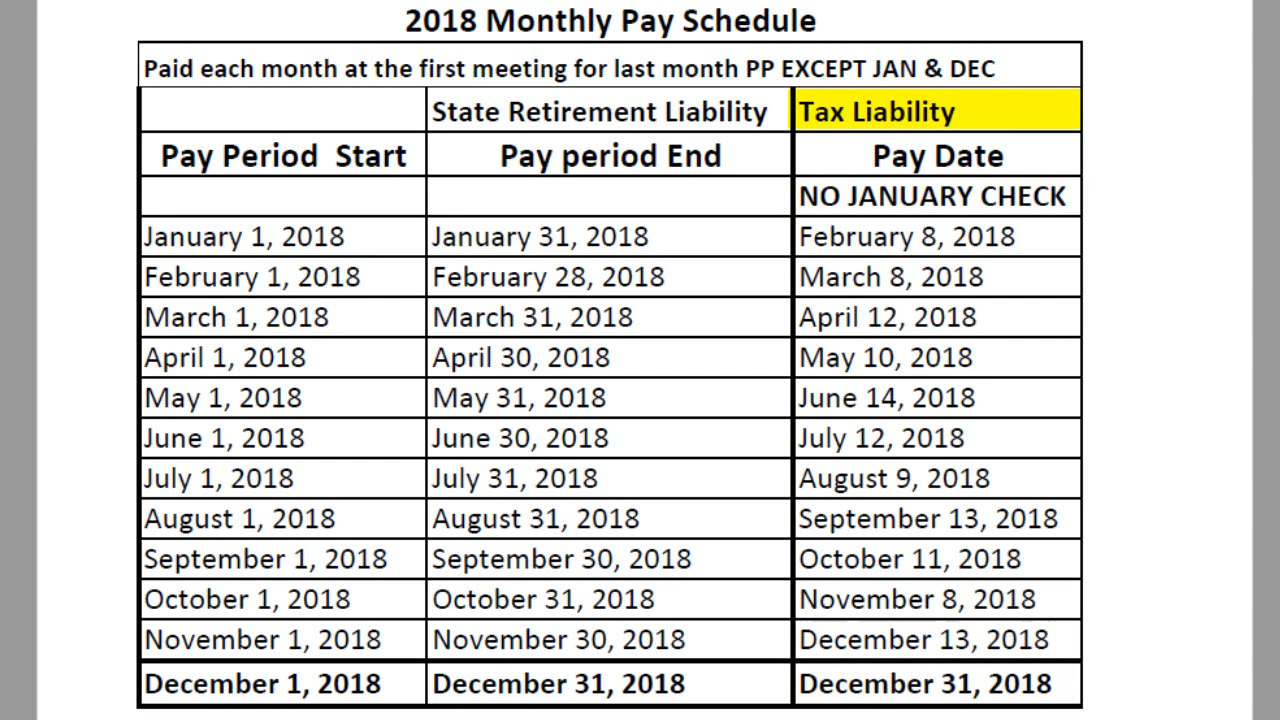 2018 Monthly Pay Schedule
Paid each month at the first meeting for last month PP EXCEPT JAN & DEC
State Retirement Liability Tax Liability
Pay Period Start Pay period End Pay Date
NO JANUARY CHECK
January 1, 2018 January 31, 2018 February 8, 2018
February 1, 2018 February 28, 2018 March 8, 2018
March 1, 2018 March 31, 2018 April 12, 2018
April 1, 2018 April 30, 2018 May 10, 2018
May 1, 2018 May 31, 2018 June 14, 2018
June 1, 2018 June 30, 2018 July 12, 2018
July 1, 2018 July 31, 2018 August 9, 2018
August 1, 2018 August 31, 2018 September 13, 2018
September 1, 2018 September 30, 2018 October 11, 2018
October 1, 2018 October 31, 2018 November 8, 2018
November 1, 2018 November 30, 2018 December 13, 2018
December 1, 2018 December 31, 2018 December 31, 2018